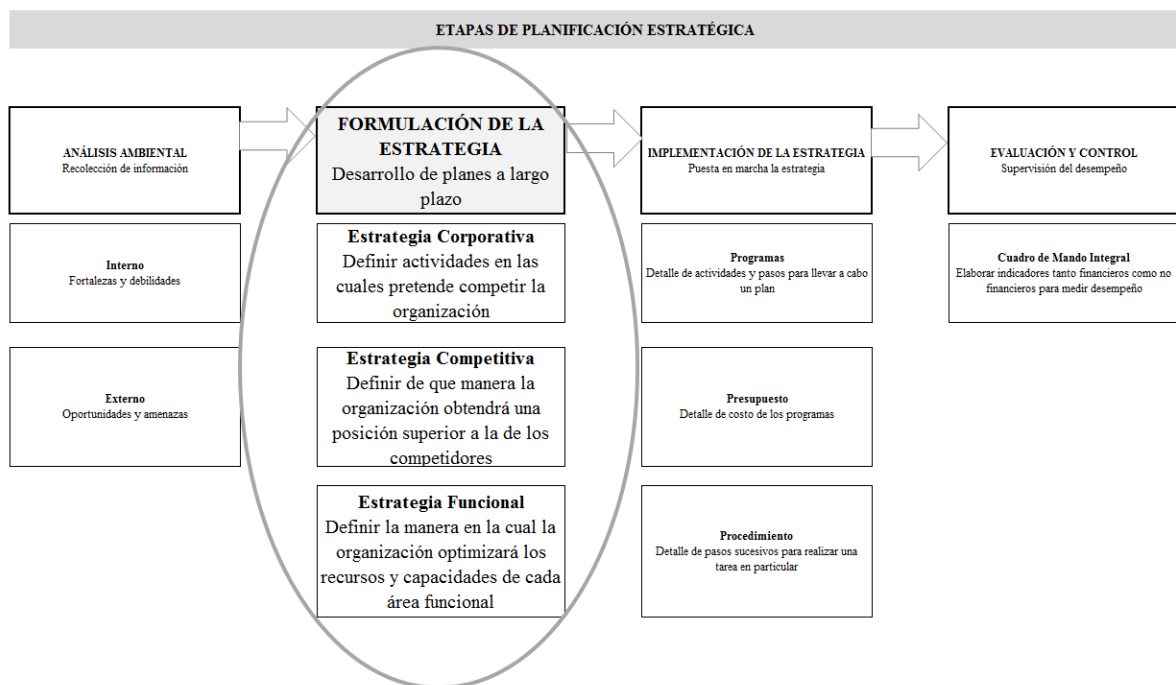 ETAPAS DE PLANIFICACIÓN ESTRATÉGICA
ANÁLISIS AMBIENTAL
Recolección de información
Interno
Fortalezas y debilidades
Externo
Oportunidades y amenazas
FORMULACIÓN DE LA
ESTRATEGIA
Desarrollo de planes a largo
plazo
Estrategia Corporativa
Definir actividades en las
cuales pretende competir la
organización
Estrategia Competitiva
Definir de que manera la
organización obtendrá una
posición superior a la de los
competidores
Estrategia Funcional
Definir la manera en la cual la
organización optimizará los
recursos y capacidades de cada
área funcional
IMPLEMENTACIÓN DE LA ESTRATEGIA
Puesta en marcha la estrategia
Programas
Detalle de actividades y pasos para llevar a cabo
un plan
Presupuesto
Detalle de costo de los programas
Procedimiento
Detalle de pasos sucesivos para realizar una
tarea en particular
EVALUACIÓN Y CONTROL
Supervisión del desempeño
Cuadro de Mando Integral
Elaborar indicadores tanto financieros como no
financieros para medir desempeño